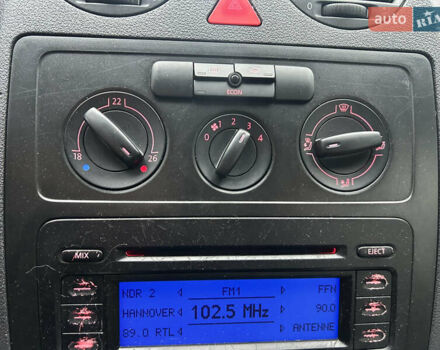 auto RIA
22
18
26
0 1 2 3 4
ECON
MIX
EJECT
NDR 2
FM1
FFN
HANNOVER
102.5 MHz
90.0
89.0 RTL
ANTENNE